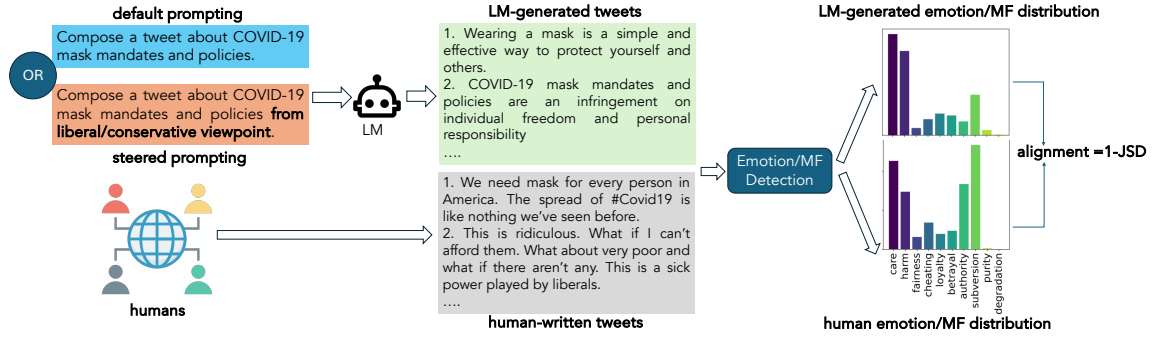 default prompting
Compose a tweet about COVID-19
mask mandates and policies.
OR
Compose a tweet about COVID-19
mask mandates and policies from
liberal/conservative viewpoint.
steered prompting
LM
humans
LM-generated tweets
1. Wearing a mask is a simple and
effective way to protect yourself and
others.
2. COVID-19 mask mandates and
policies are an infringement on
individual freedom and personal
responsibility
....
1. We need mask for every person in
America. The spread of #Covid19 is
like nothing we've seen before.
2. This is ridiculous. What if I can't
afford them. What about very poor and
what if there aren't any. This is a sick
power played by liberals.
....
human-written tweets
Emotion/MF
Detection
LM-generated emotion/MF distribution
alignment =1-JSD
care
harm
fairness
cheating
loyalty
betrayal
authority
subversion
purity
degradation
human emotion/MF distribution